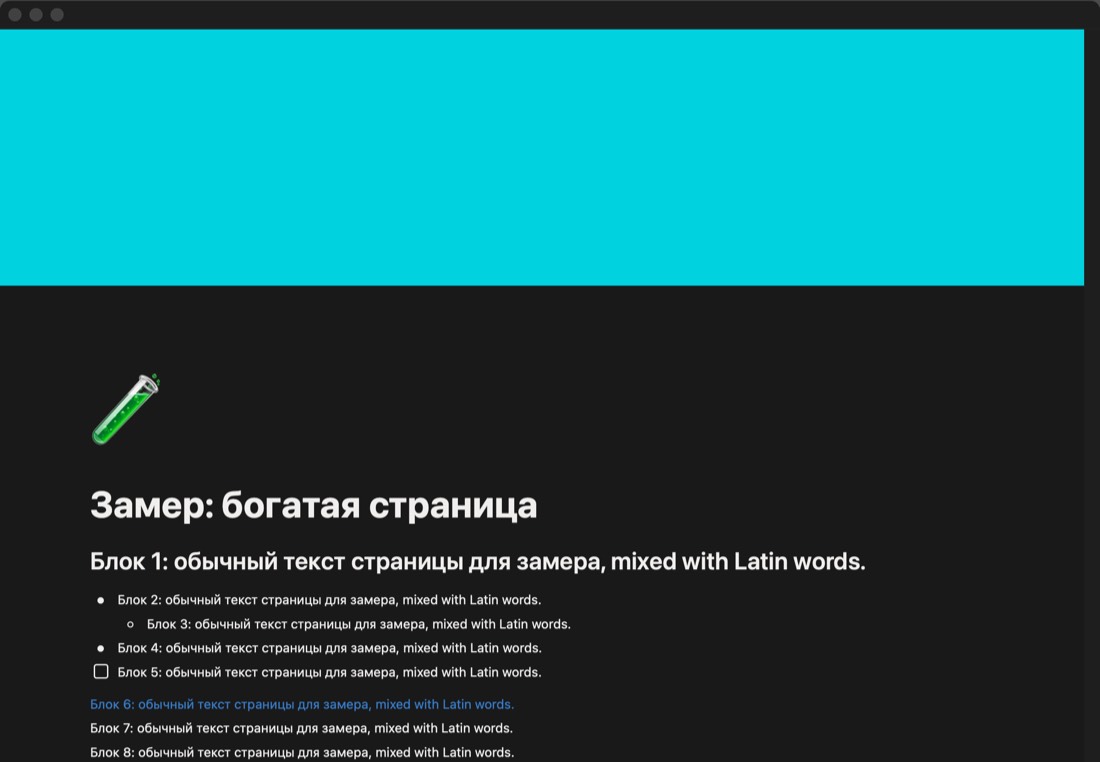 Замер: богатая страница
Блок 1: обычный текст страницы для замера, mixed with Latin words.
Блок 2: обычный текст страницы для замера, mixed with Latin words.
Блок 3: обычный текст страницы для замера, mixed with Latin words.
Блок 4: обычный текст страницы для замера, mixed with Latin words.
Блок 5: обычный текст страницы для замера, mixed with Latin words.
Блок 6: обычный текст страницы для замера, mixed with Latin words.
Блок 7: обычный текст страницы для замера, mixed with Latin words.
Блок 8: обычный текст страницы для замера, mixed with Latin words.